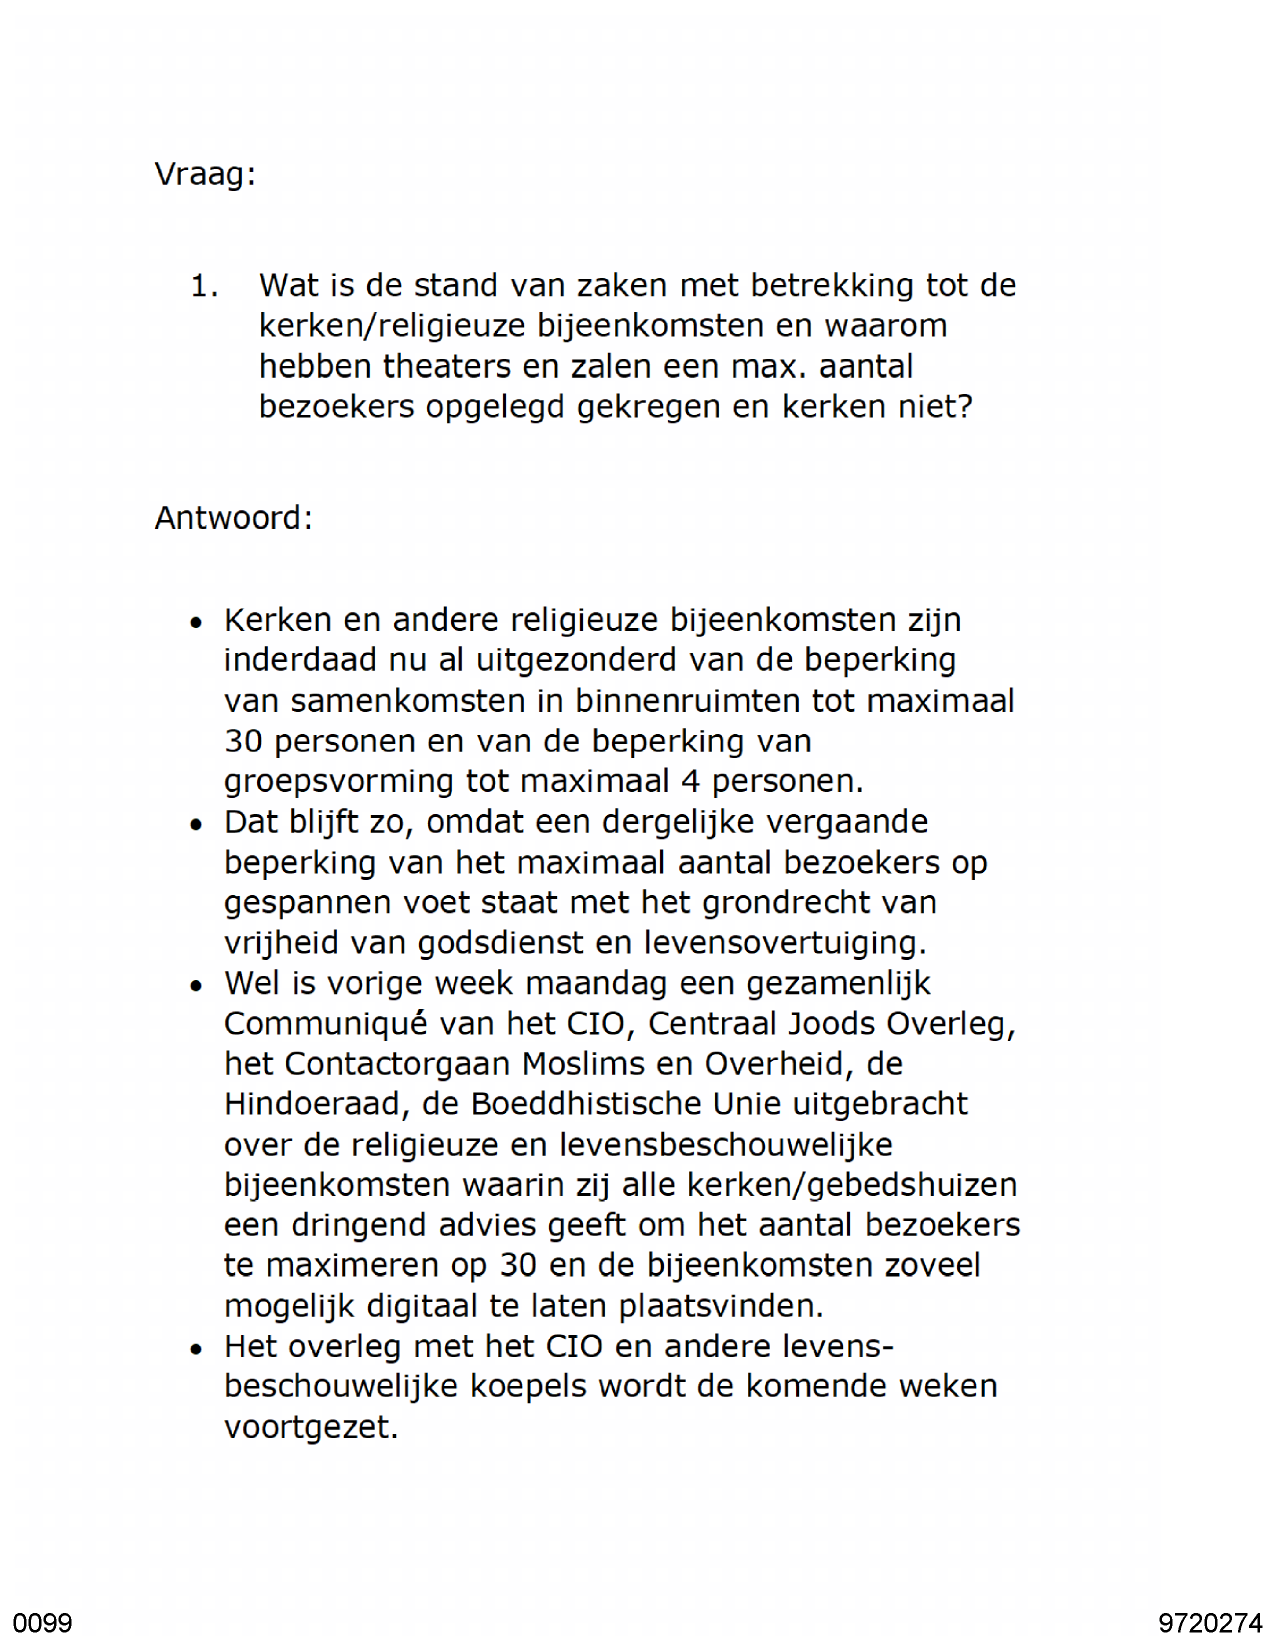 Vraag:
1. Wat is de stand van zaken met betrekking tot de
kerken/religieuze bijeenkomsten en waarom
hebben theaters en zalen een max. aantal
bezoekers opgelegd gekregen en kerken niet?
Antwoord:
• Kerken en andere religieuze bijeenkomsten zijn
inderdaad nu al uitgezonderd van de beperking
van samenkomsten in binnenruimten tot maximaal
30 personen en van de beperking van
groepsvorming tot maximaal 4 personen.
• Dat blijft zo, omdat een dergelijke vergaande
beperking van het maximaal aantal bezoekers op
gespannen voet staat met het grondrecht van
vrijheid van godsdienst en levensovertuiging.
• Wel is vorige week maandag een gezamenlijk
Communiqué van het CIO, Centraal Joods Overleg,
het Contactorgaan Moslims en Overheid, de
Hindoeraad, de Boeddhistische Unie uitgebracht
over de religieuze en levensbeschouwelijke
bijeenkomsten waarin zij alle kerken/gebedshuizen
een dringend advies geeft om het aantal bezoekers
te maximeren op 30 en de bijeenkomsten zoveel
mogelijk digitaal te laten plaatsvinden.
• Het overleg met het CIO en andere levens-
beschouwelijke koepels wordt de komende weken
voortgezet.
0099
9720274